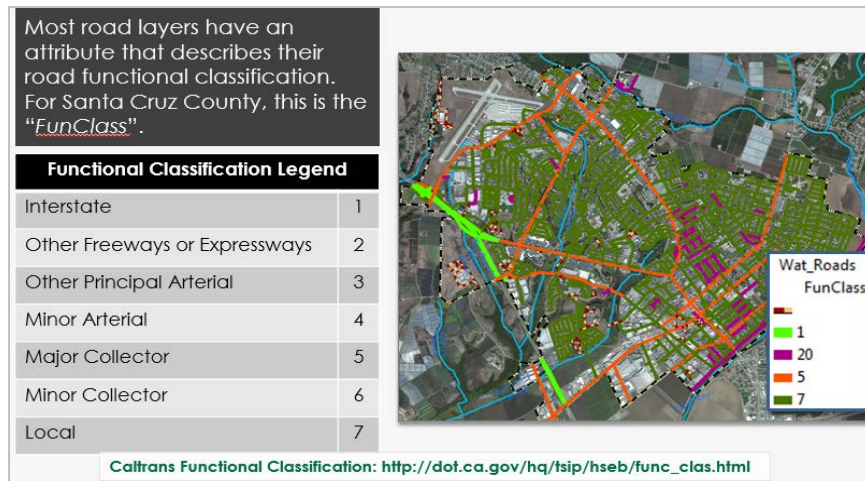 Most road layers have an
attribute that describes their
road functional classification.
For Santa Cruz County, this is the
“FunClass”.
Functional Classification Legend
Interstate 1
Other Freeways or Expressways 2
Other Principal Arterial 3
Minor Arterial 4
Major Collector 5
Minor Collector 6
Local 7
Wat_Roads
FunClass
1
20
5
7
Caltrans Functional Classification: http://dot.ca.gov/hq/tsip/hseb/func_clas.html